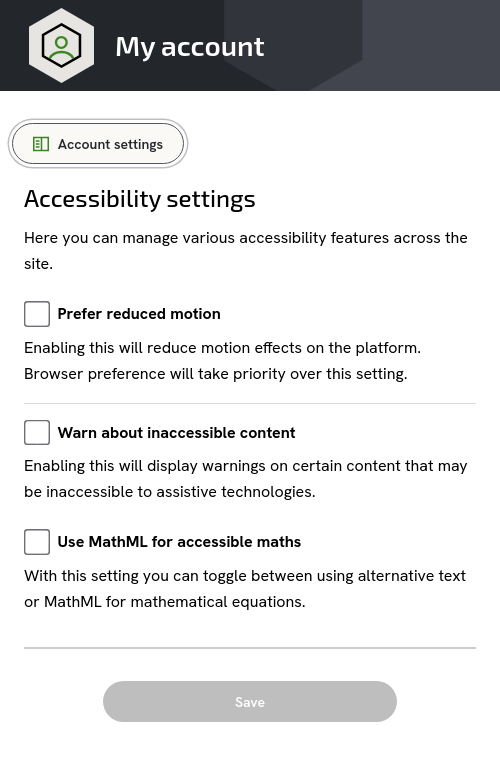 My account
Account settings
Accessibility settings
Here you can manage various accessibility features across the
site.
Prefer reduced motion
Enabling this will reduce motion effects on the platform.
Browser preference will take priority over this setting.
Warn about inaccessible content
Enabling this will display warnings on certain content that may
be inaccessible to assistive technologies.
Use MathML for accessible maths
With this setting you can toggle between using alternative text
or MathML for mathematical equations.
Save